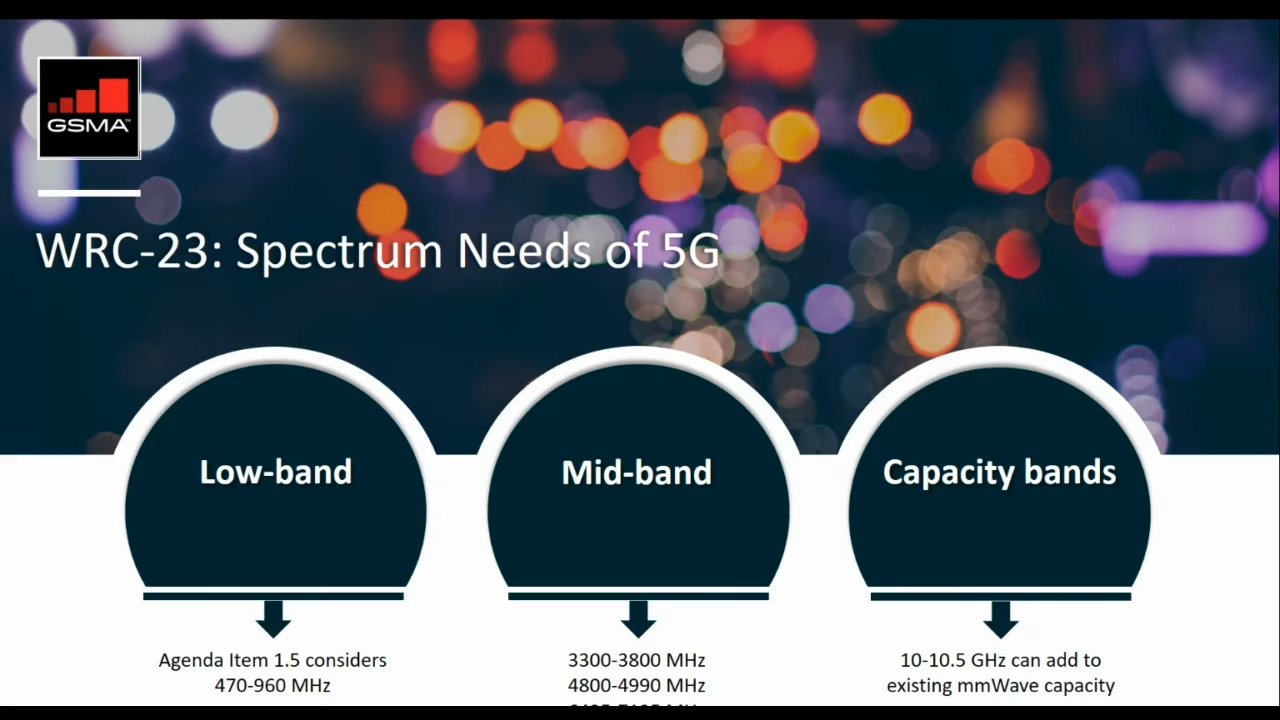 GSMA™
WRC-23: Spectrum Needs of 5G
Low-band
Mid-band
Capacity bands
Agenda Item 1.5 considers
470-960 MHz
3300-3800 MHz
4800-4990 MHz
10-10.5 GHz can add to
existing mmWave capacity